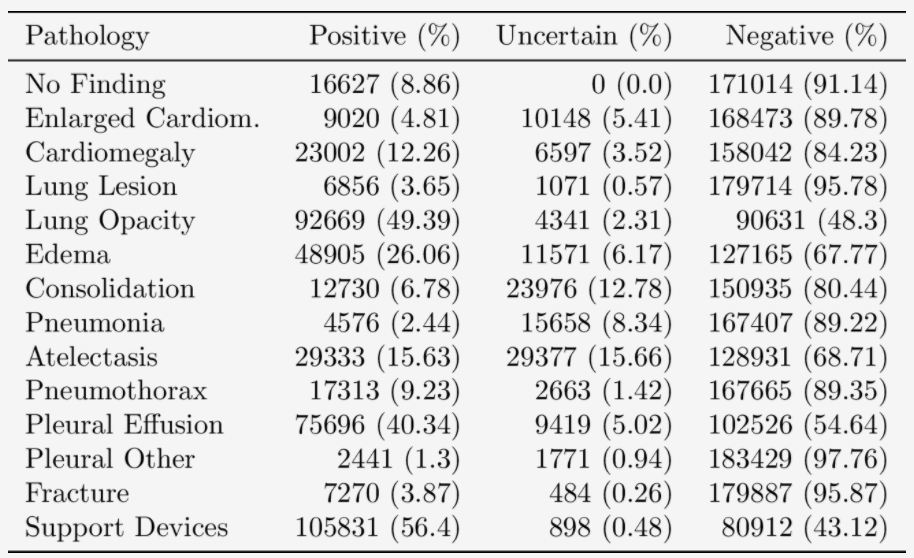 Pathology Positive (%) Uncertain (%) Negative (%)
No Finding 16627 (8.86) 0 (0.0) 171014 (91.14)
Enlarged Cardiom. 9020 (4.81) 10148 (5.41) 168473 (89.78)
Cardiomegaly 23002 (12.26) 6597 (3.52) 158042 (84.23)
Lung Lesion 6856 (3.65) 1071 (0.57) 179714 (95.78)
Lung Opacity 92669 (49.39) 4341 (2.31) 90631 (48.3)
Edema 48905 (26.06) 11571 (6.17) 127165 (67.77)
Consolidation 12730 (6.78) 23976 (12.78) 150935 (80.44)
Pneumonia 4576 (2.44) 15658 (8.34) 167407 (89.22)
Atelectasis 29333 (15.63) 29377 (15.66) 128931 (68.71)
Pneumothorax 17313 (9.23) 2663 (1.42) 167665 (89.35)
Pleural Effusion 75696 (40.34) 9419 (5.02) 102526 (54.64)
Pleural Other 2441 (1.3) 1771 (0.94) 183429 (97.76)
Fracture 7270 (3.87) 484 (0.26) 179887 (95.87)
Support Devices 105831 (56.4) 898 (0.48) 80912 (43.12)